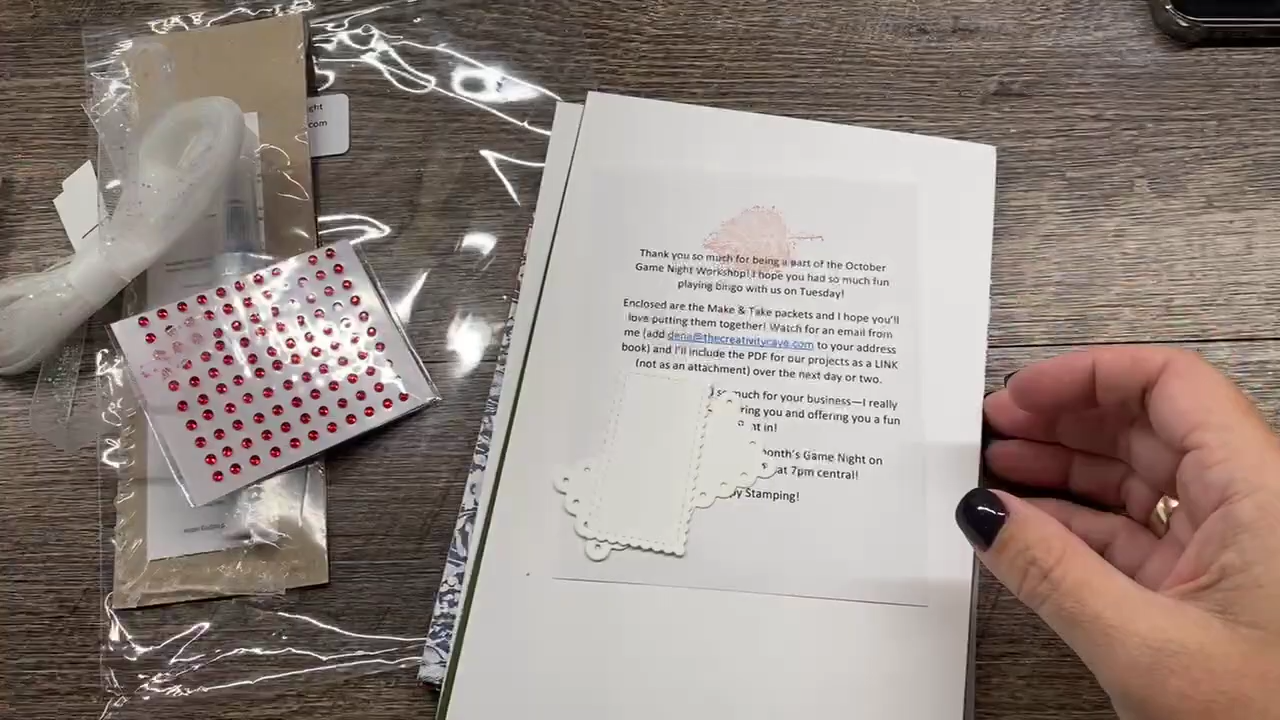 ght
com
Thank you so much for being a part of the October
Game Night Workshop! I hope you had so much fun
playing bingo with us on Tuesday!
Enclosed are the Make & Take packets and I hope you'll
love putting them together! Watch for an email from
me (add dena@thecreativitycave.com to your address
book) and I'll include the PDF for our projects as a LINK
(not as an attachment) over the next day or two.
so much for your business—I really
ring you and offering you a fun
nt in!
onth's Game Night on
at 7pm central!
y Stamping!